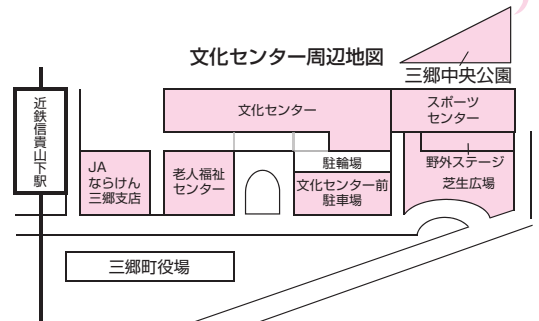 文化センター周辺地図
三郷中央公園
近鉄信貴山下駅
文化センター
スポーツ
センター
JA
ならけん
三郷支店
老人福祉
センター
駐輪場
文化センター前
駐車場
野外ステージ
芝生広場
三郷町役場